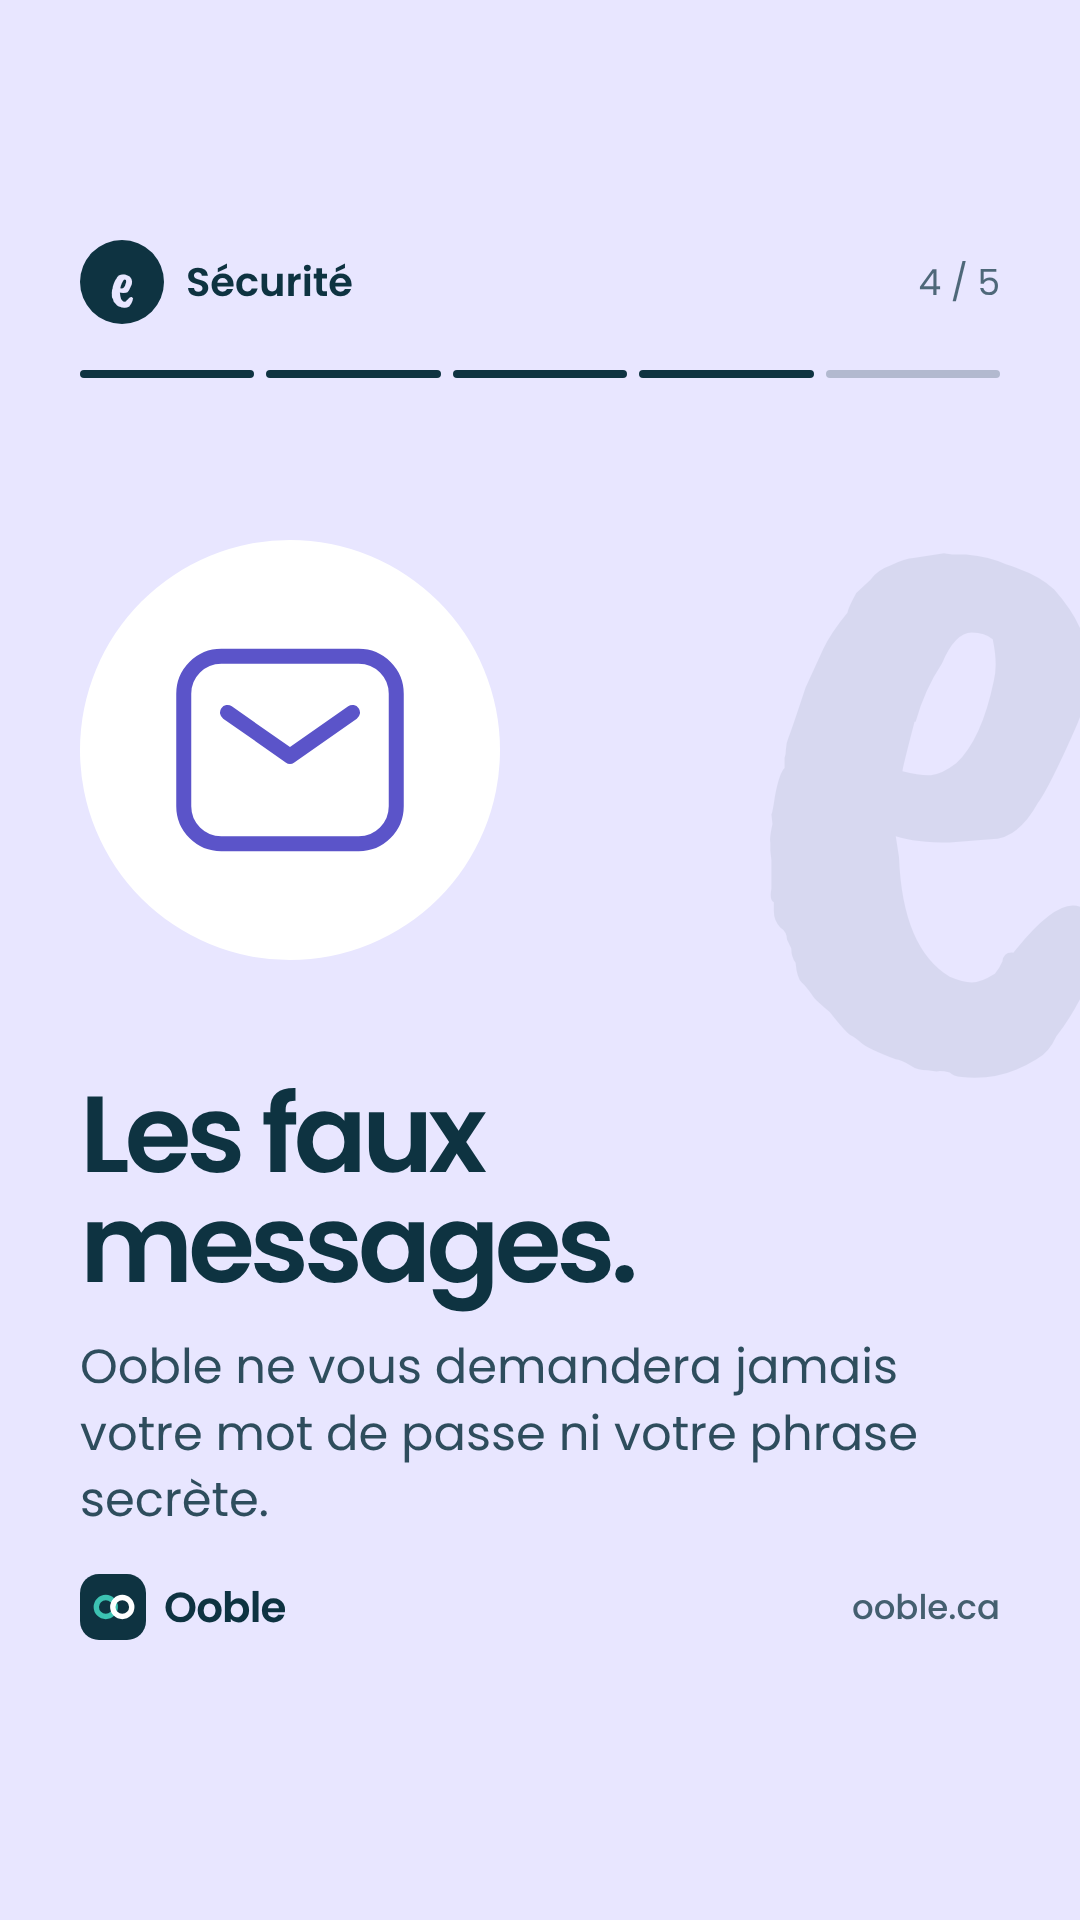 e Sécurité
4 / 5
e
Les faux
messages.
Ooble ne vous demandera jamais
votre mot de passe ni votre phrase
secrète.
Ooble
ooble.ca